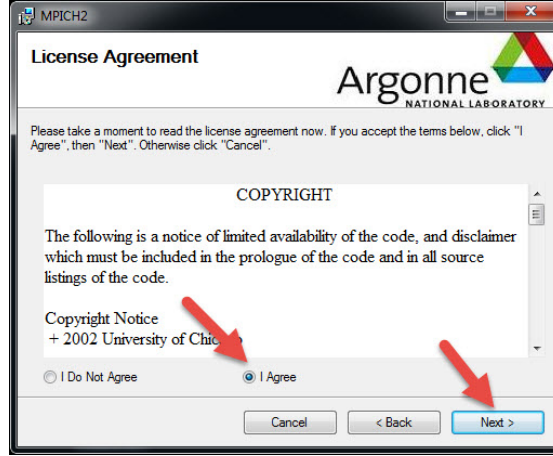 MPICH2
License Agreement
Argonne
NATIONAL LABORATORY
Please take a moment to read the license agreement now. If you accept the terms below, click "I
Agree", then "Next". Otherwise click "Cancel".
COPYRIGHT
The following is a notice of limited availability of the code, and disclaimer
which must be included in the prologue of the code and in all source
listings of the code.
Copyright Notice
+ 2002 University of
I Do Not Agree
I Agree
Cancel
< Back
Next >